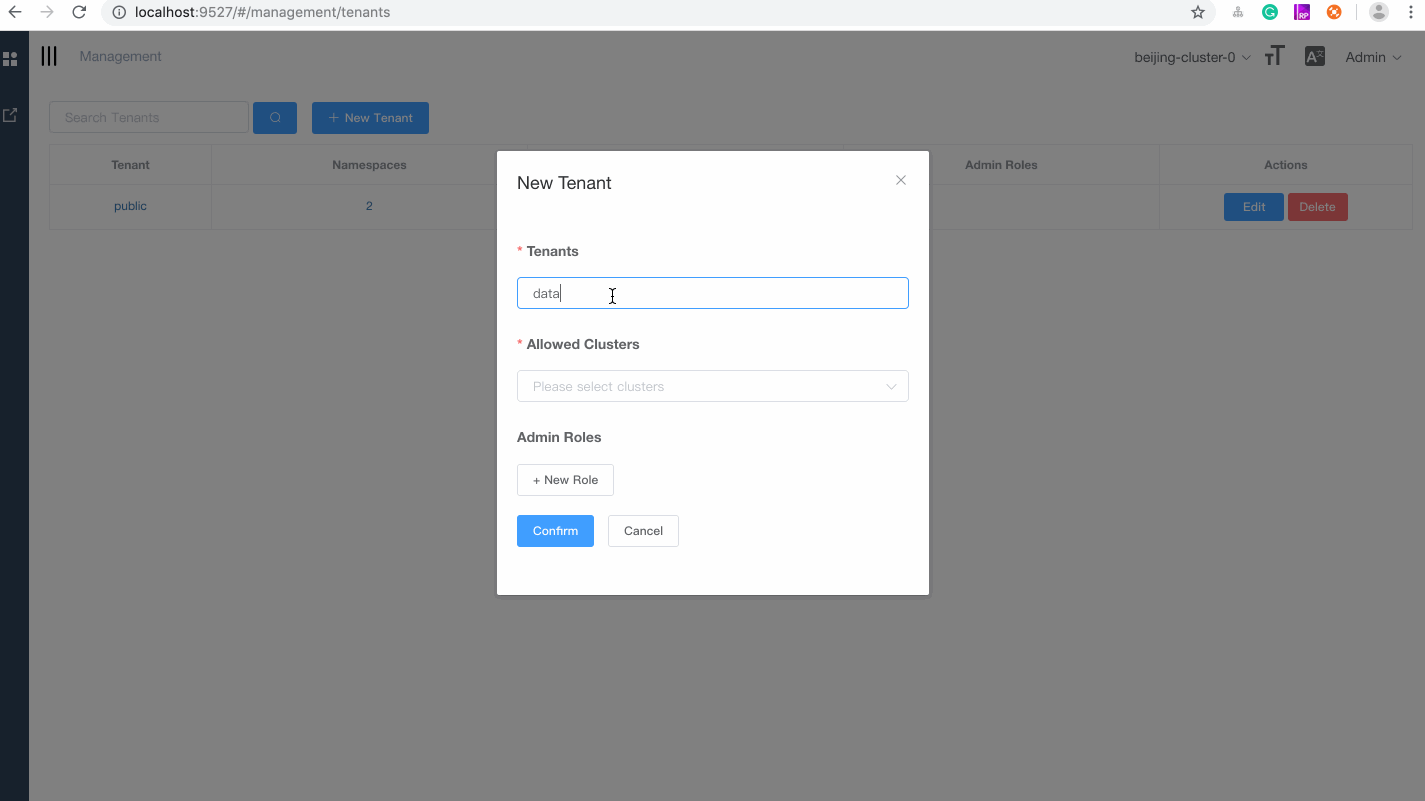 localhost:9527/#/management/tenants
Management
beijing-cluster-0
Admin
Search Tenants
+ New Tenant
Tenant Namespaces Admin Roles Actions
public 2 Edit Delete
New Tenant
* Tenants
data
* Allowed Clusters
Please select clusters
Admin Roles
+ New Role
Confirm Cancel